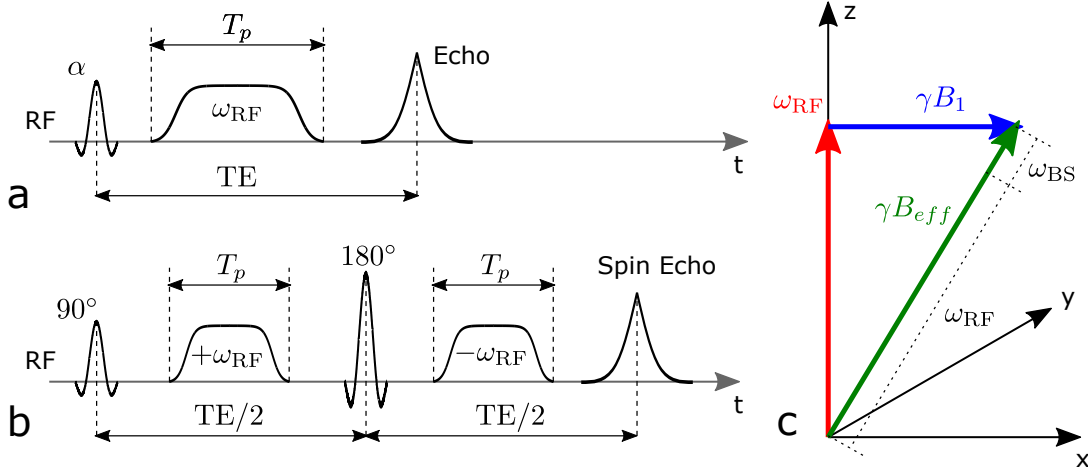 T_p
α
ω_RF
Echo
RF
t
TE
a
90°
T_p
180°
T_p
Spin Echo
+ω_RF
−ω_RF
RF
t
TE/2
TE/2
b
z
ω_RF
γB_1
ω_BS
γB_eff
ω_RF
y
x
c